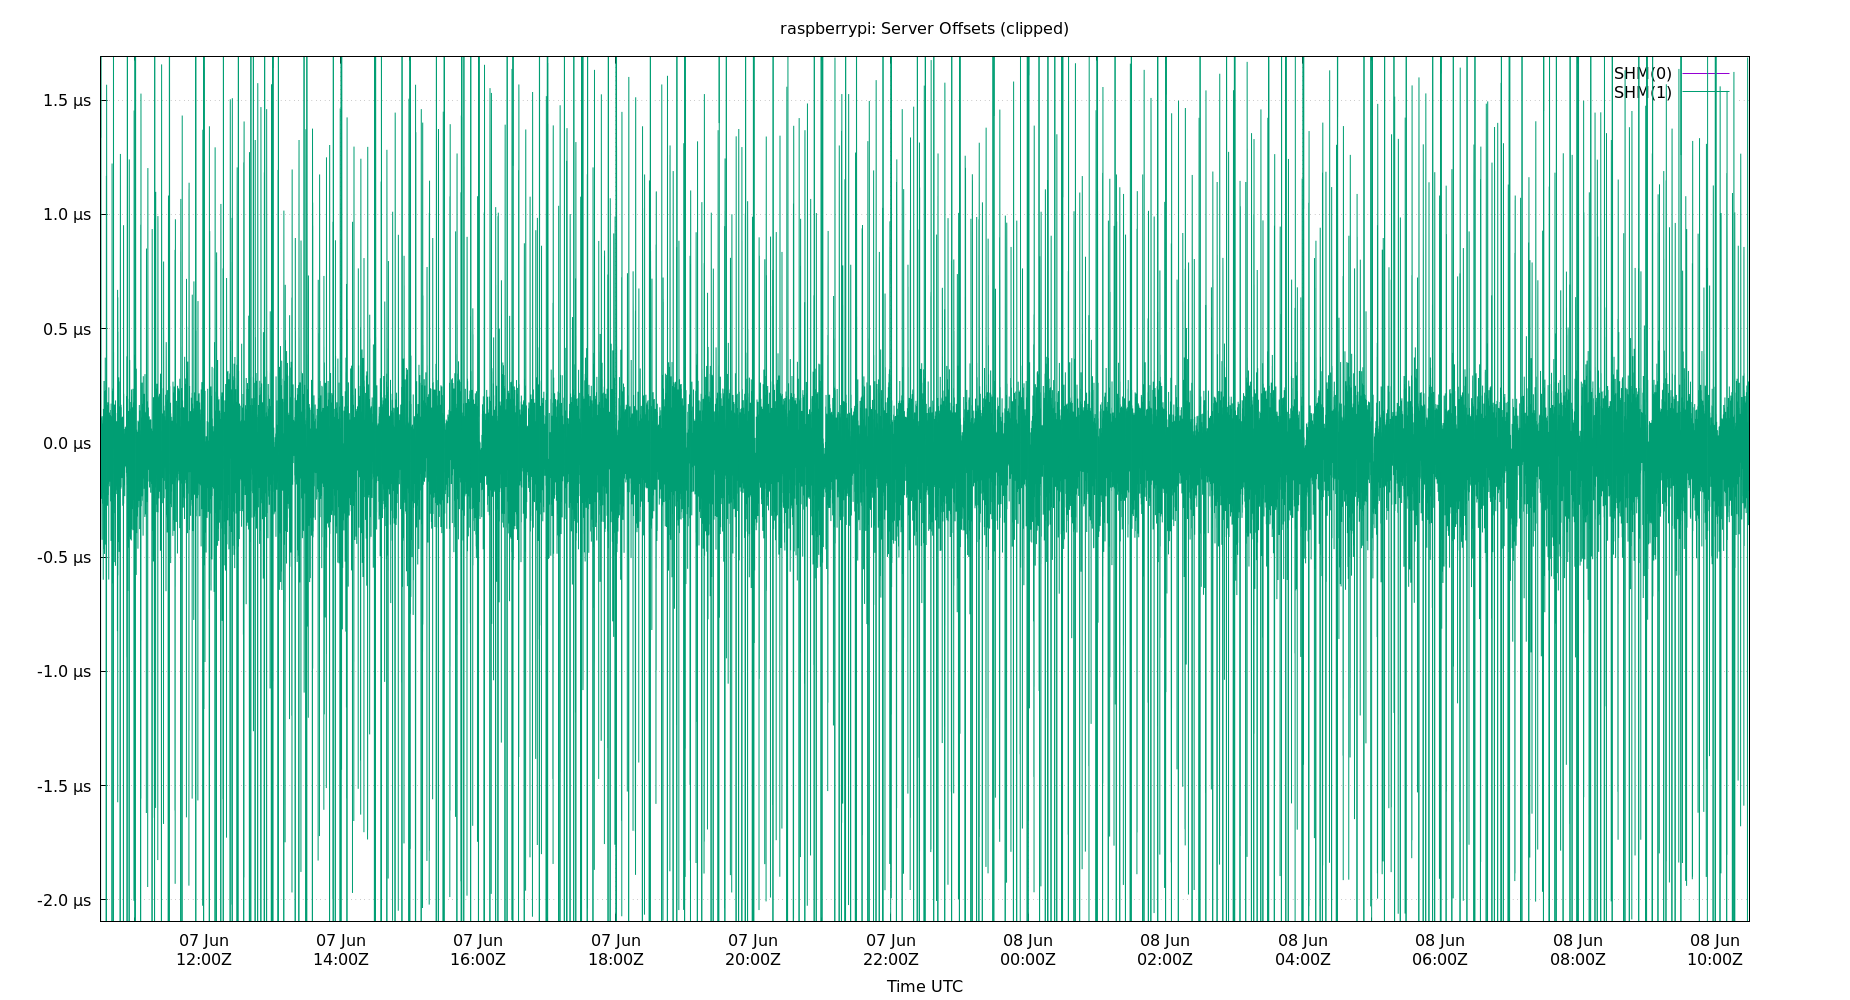 raspberrypi: Server Offsets (clipped)
SHM(0)
SHM(1)
1.5 µs
1.0 µs
0.5 µs
0.0 µs
-0.5 µs
-1.0 µs
-1.5 µs
-2.0 µs
07 Jun 07 Jun 07 Jun 07 Jun 07 Jun 07 Jun 08 Jun 08 Jun 08 Jun 08 Jun 08 Jun 08 Jun
12:00Z 14:00Z 16:00Z 18:00Z 20:00Z 22:00Z 00:00Z 02:00Z 04:00Z 06:00Z 08:00Z 10:00Z
Time UTC